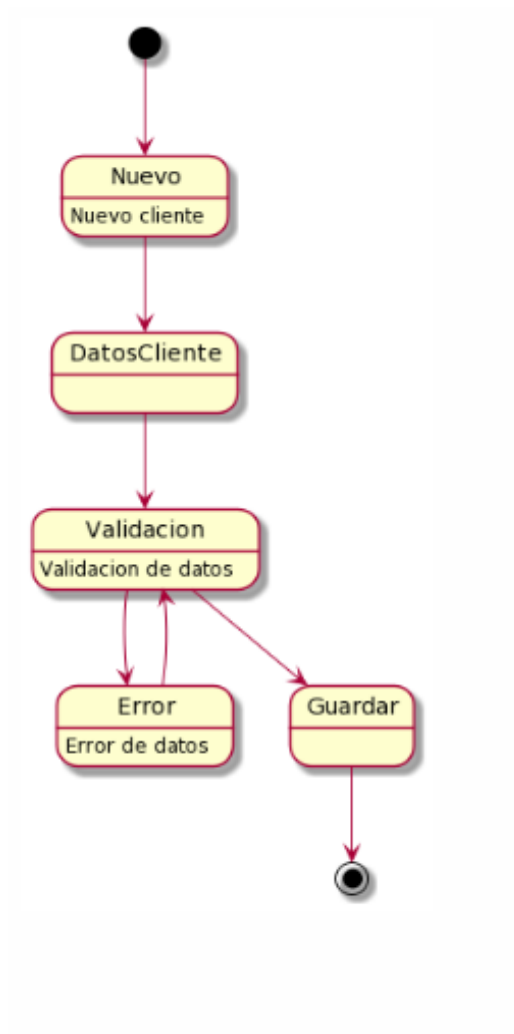 Nuevo
Nuevo cliente
DatosCliente
Validacion
Validacion de datos
Error
Error de datos
Guardar